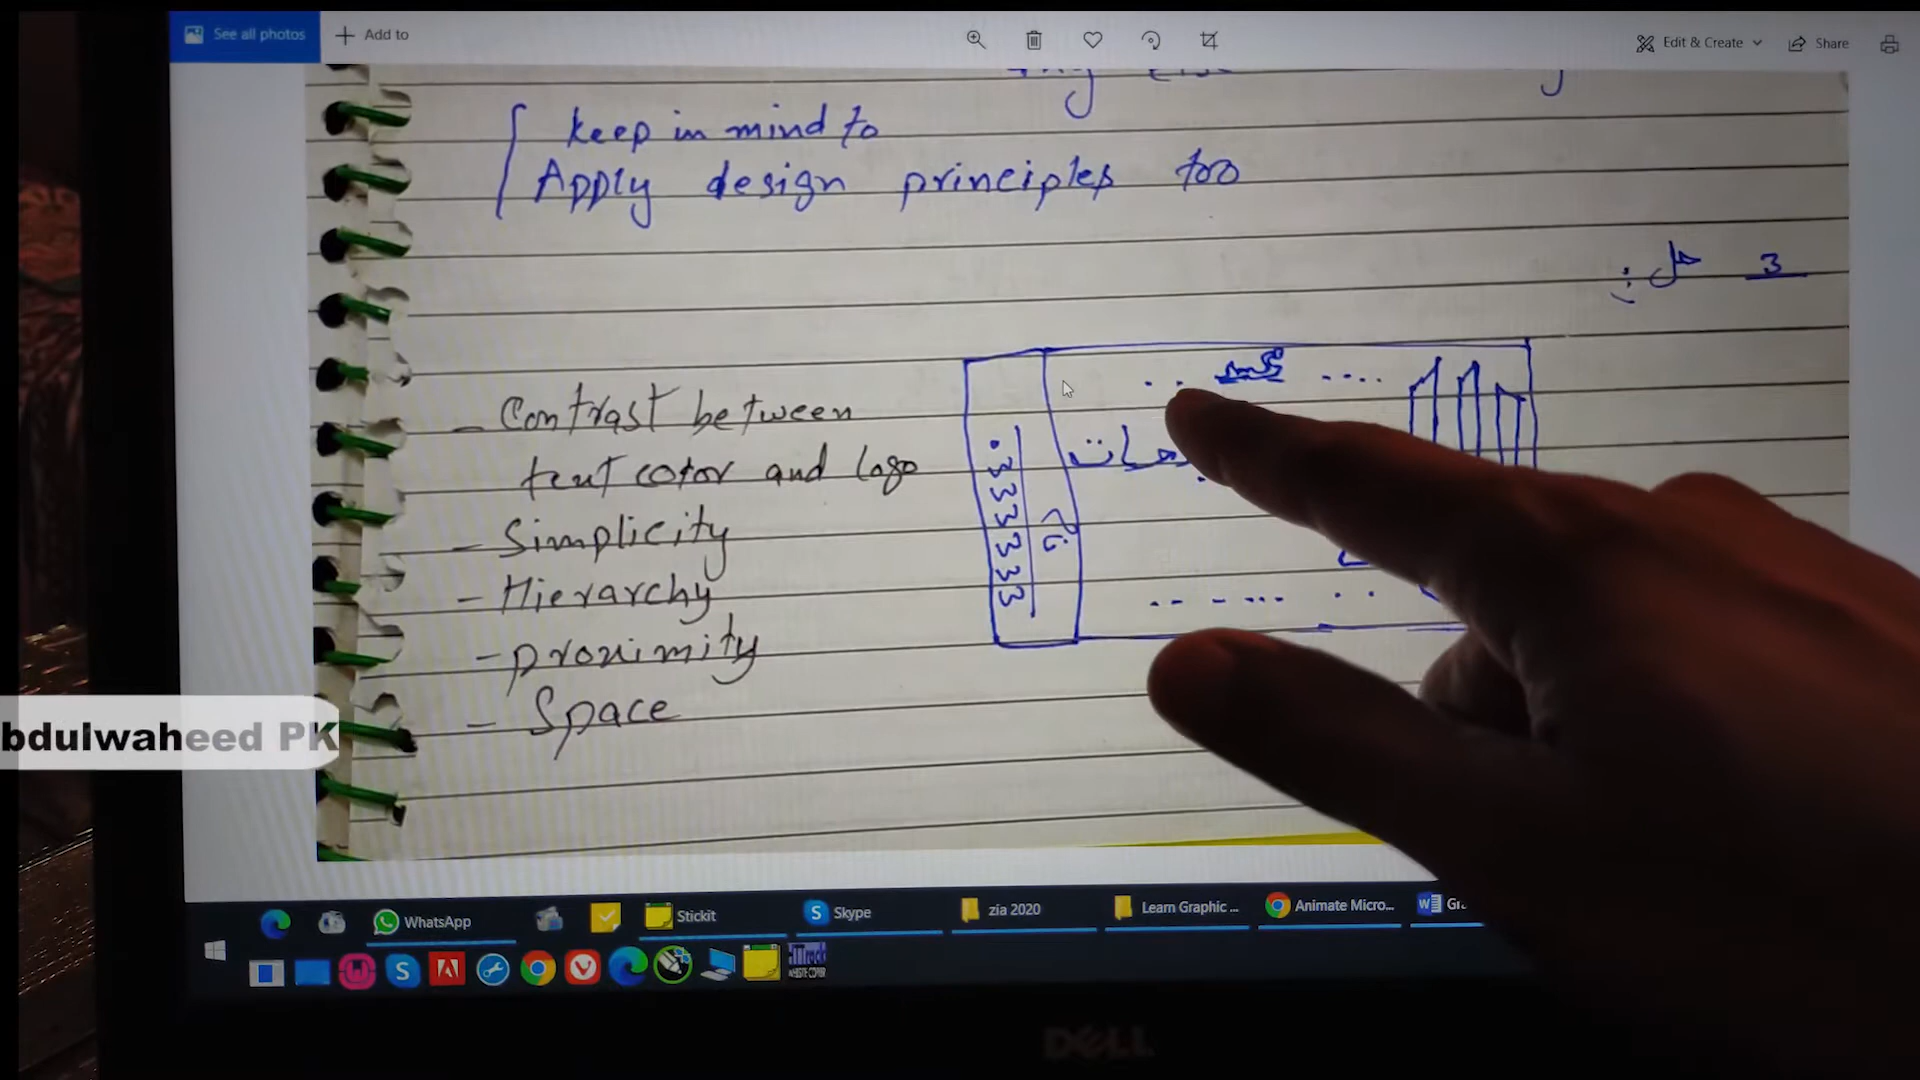 See all photos
Add to
Edit & Create
Share
keep in mind to
Apply design principles too
3
- Contrast between
text color and logo
- Simplicity
- Hierarchy
- proximity
- Space
.333333
bdulwaheed PK
WhatsApp
Stickit
Skype
zia 2020
Learn Graphic ...
Animate Micro...
DELL